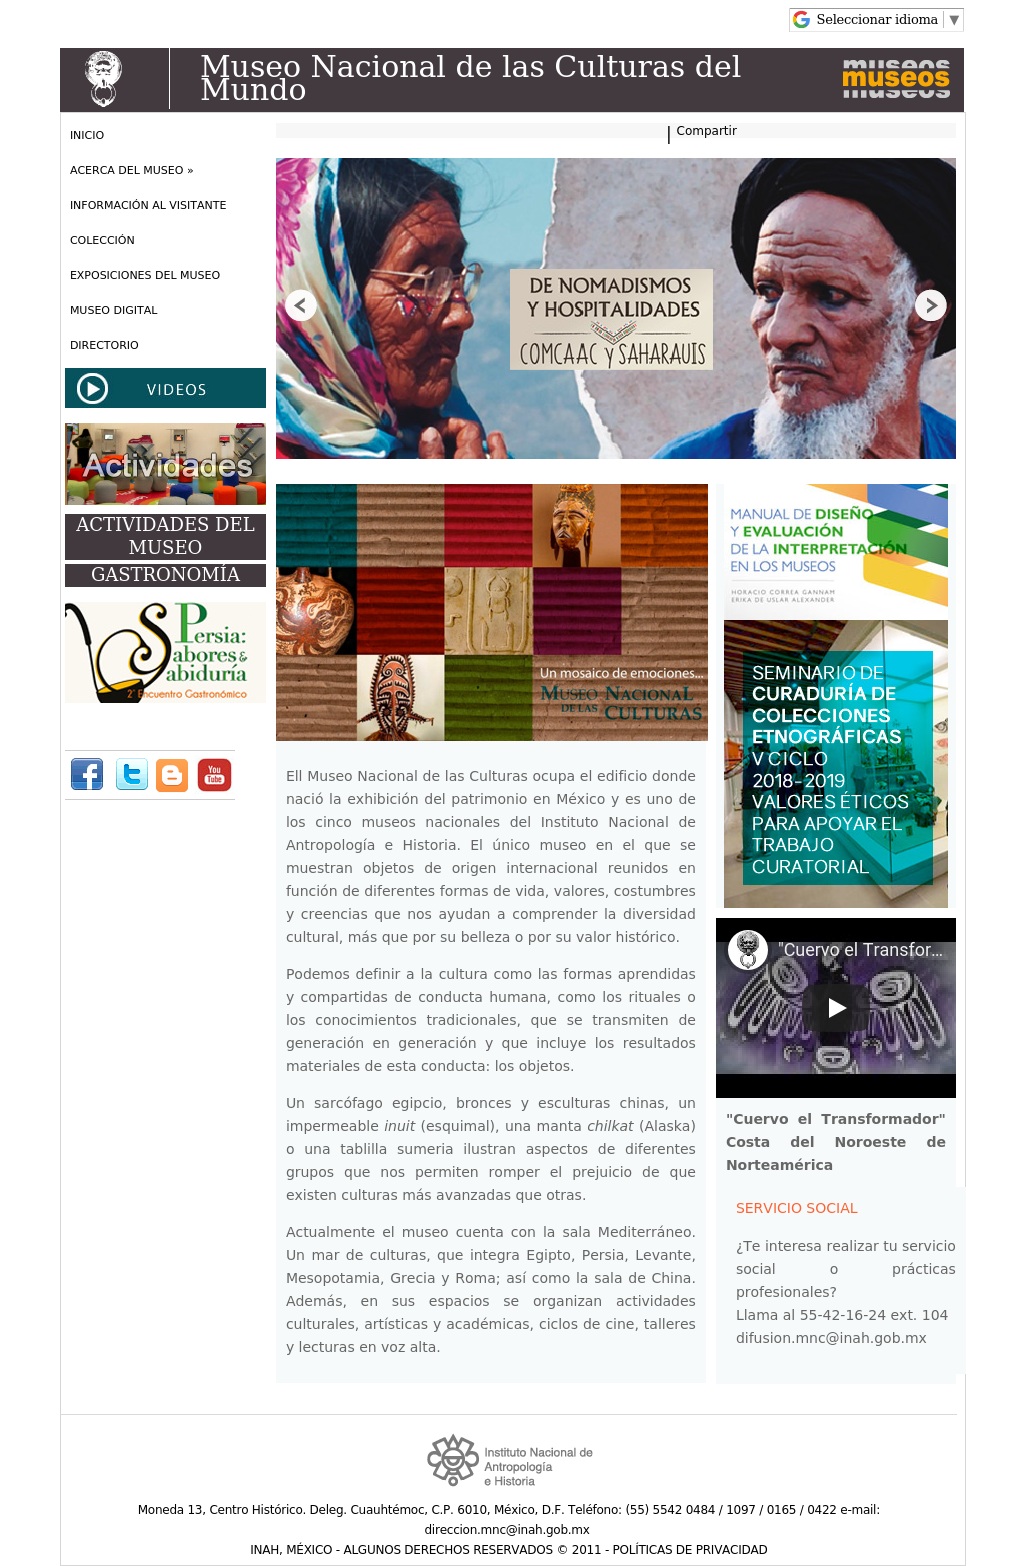 Seleccionar idioma ▼
Museo Nacional de las Culturas del
Mundo
museos
museos
museos
INICIO
ACERCA DEL MUSEO »
INFORMACIÓN AL VISITANTE
COLECCIÓN
EXPOSICIONES DEL MUSEO
MUSEO DIGITAL
DIRECTORIO
VIDEOS
Actividades
ACTIVIDADES DEL
MUSEO
GASTRONOMÍA
Persia:
Sabores &
Sabiduría
2° Encuentro Gastronómico
You
Tube
| Compartir
DE NOMADISMOS
Y HOSPITALIDADES
COMCAAC Y SAHARAUIS
Un mosaico de emociones...
MUSEO NACIONAL
DE LAS CULTURAS
Ell Museo Nacional de las Culturas ocupa el edificio donde
nació la exhibición del patrimonio en México y es uno de
los cinco museos nacionales del Instituto Nacional de
Antropología e Historia. El único museo en el que se
muestran objetos de origen internacional reunidos en
función de diferentes formas de vida, valores, costumbres
y creencias que nos ayudan a comprender la diversidad
cultural, más que por su belleza o por su valor histórico.
Podemos definir a la cultura como las formas aprendidas
y compartidas de conducta humana, como los rituales o
los conocimientos tradicionales, que se transmiten de
generación en generación y que incluye los resultados
materiales de esta conducta: los objetos.
Un sarcófago egipcio, bronces y esculturas chinas, un
impermeable inuit (esquimal), una manta chilkat (Alaska)
o una tablilla sumeria ilustran aspectos de diferentes
grupos que nos permiten romper el prejuicio de que
existen culturas más avanzadas que otras.
Actualmente el museo cuenta con la sala Mediterráneo.
Un mar de culturas, que integra Egipto, Persia, Levante,
Mesopotamia, Grecia y Roma; así como la sala de China.
Además, en sus espacios se organizan actividades
culturales, artísticas y académicas, ciclos de cine, talleres
y lecturas en voz alta.
MANUAL DE DISEÑO
Y EVALUACIÓN
DE LA INTERPRETACIÓN
EN LOS MUSEOS
HORACIO CORREA GANNAM
ERIKA DE USLAR ALEXANDER
SEMINARIO DE
CURADURÍA DE
COLECCIONES
ETNOGRÁFICAS
V CICLO
2018-2019
VALORES ÉTICOS
PARA APOYAR EL
TRABAJO
CURATORIAL
"Cuervo el Transfor...
"Cuervo el Transformador"
Costa del Noroeste de
Norteamérica
SERVICIO SOCIAL
¿Te interesa realizar tu servicio
social o prácticas
profesionales?
Llama al 55-42-16-24 ext. 104
difusion.mnc@inah.gob.mx
Instituto Nacional de
Antropología
e Historia
Moneda 13, Centro Histórico. Deleg. Cuauhtémoc, C.P. 6010, México, D.F. Teléfono: (55) 5542 0484 / 1097 / 0165 / 0422 e-mail:
direccion.mnc@inah.gob.mx
INAH, MÉXICO - ALGUNOS DERECHOS RESERVADOS © 2011 - POLÍTICAS DE PRIVACIDAD